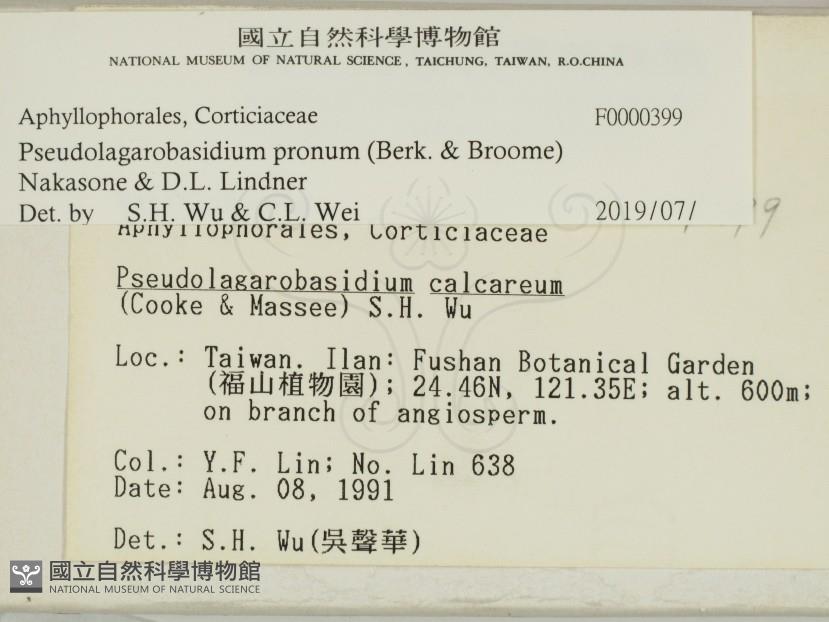 國立自然科學博物館
NATIONAL MUSEUM OF NATURAL SCIENCE, TAICHUNG, TAIWAN, R.O.CHINA
Aphyllophorales, Corticiaceae F0000399
Pseudolagarobasidium pronum (Berk. & Broome)
Nakasone & D.L. Lindner
Det. by S.H. Wu & C.L. Wei 2019/07/
Aphyllophorales, Corticiaceae
Pseudolagarobasidium calcareum
(Cooke & Massee) S.H. Wu
Loc.: Taiwan. Ilan: Fushan Botanical Garden
(福山植物園); 24.46N, 121.35E; alt. 600m;
on branch of angiosperm.
Col.: Y.F. Lin; No. Lin 638
Date: Aug. 08, 1991
Det.: S.H. Wu(吳聲華)
國立自然科學博物館
NATIONAL MUSEUM OF NATURAL SCIENCE